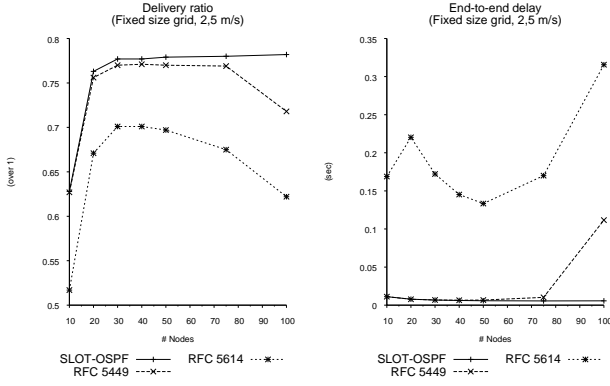 Delivery ratio
(Fixed size grid, 2,5 m/s)
0.8
0.75
0.7
0.65
0.6
0.55
0.5
(over 1)
10 20 30 40 50 60 70 80 90 100
# Nodes
SLOT-OSPF
RFC 5449
RFC 5614
End-to-end delay
(Fixed size grid, 2,5 m/s)
0.35
0.3
0.25
0.2
0.15
0.1
0.05
0
(sec)
10 20 30 40 50 60 70 80 90 100
# Nodes
SLOT-OSPF
RFC 5449
RFC 5614